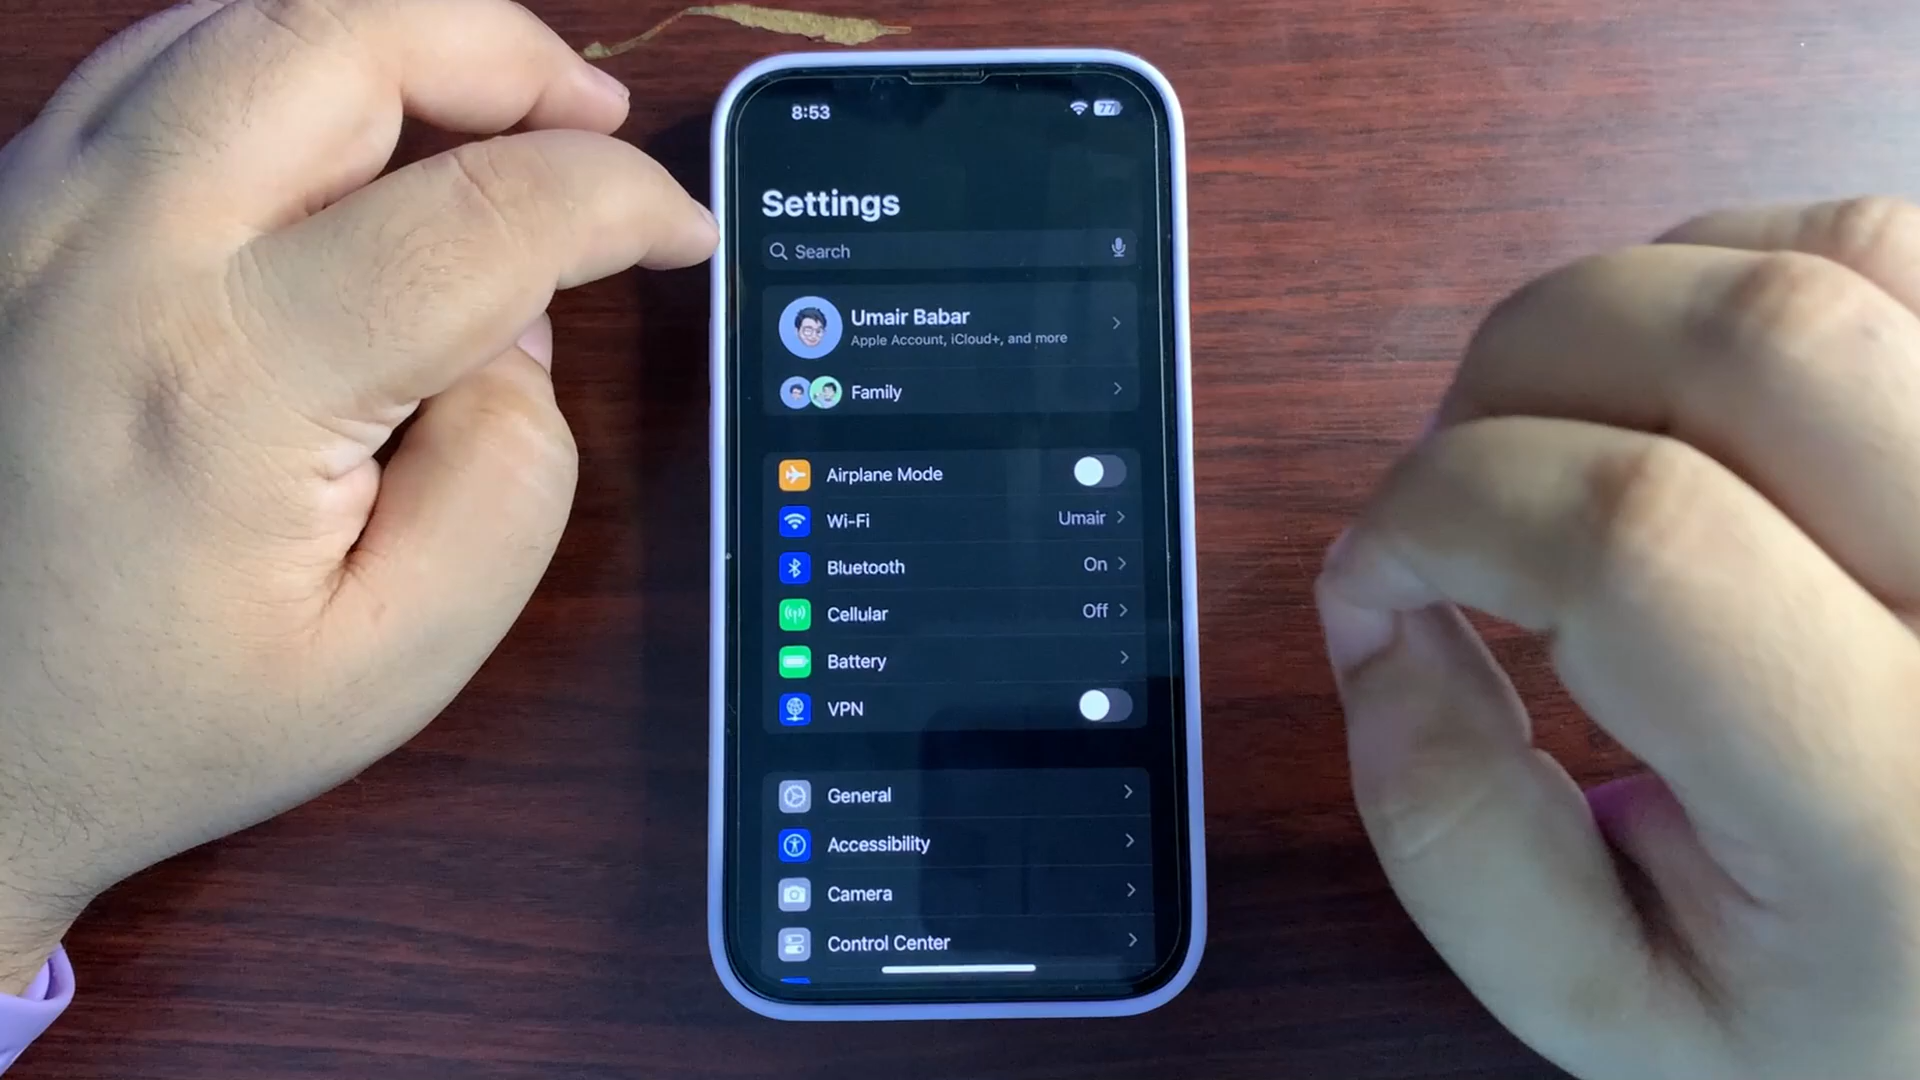 8:53
77
Settings
Search
Umair Babar
Apple Account, iCloud+, and more
Family
Airplane Mode
Wi-Fi Umair
Bluetooth On
Cellular Off
Battery
VPN
General
Accessibility
Camera
Control Center